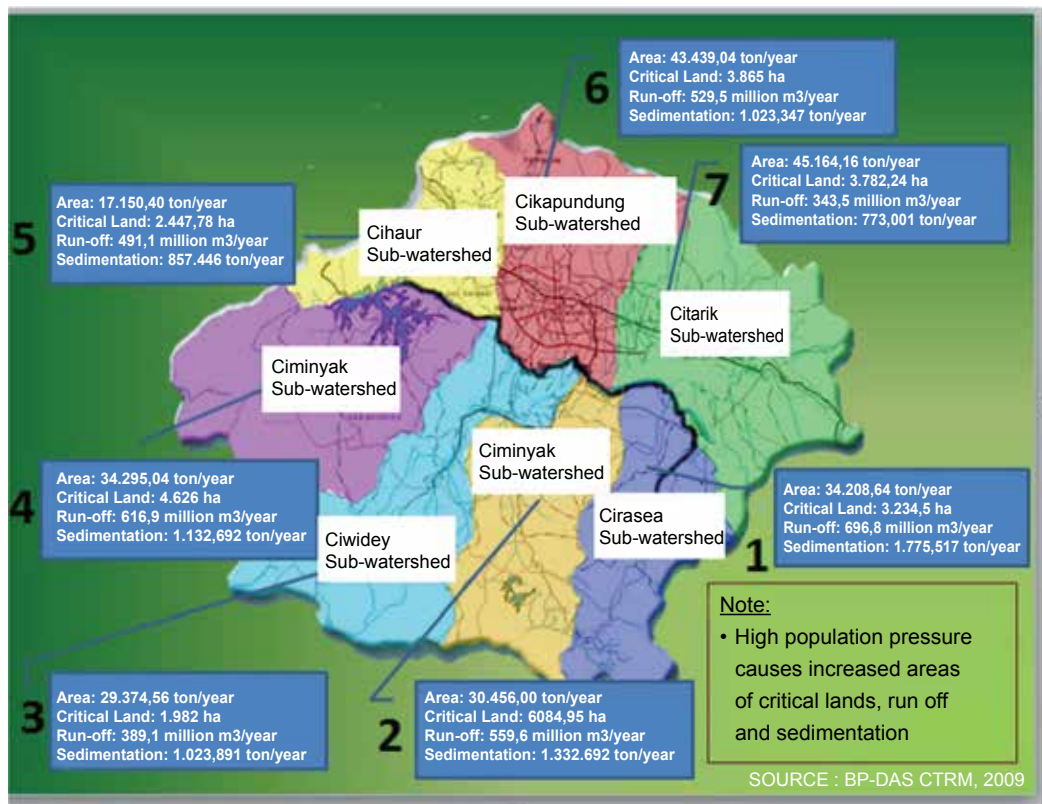 6
Area: 43.439,04 ton/year
Critical Land: 3.865 ha
Run-off: 529,5 million m3/year
Sedimentation: 1.023,347 ton/year
7
Area: 45.164,16 ton/year
Critical Land: 3.782,24 ha
Run-off: 343,5 million m3/year
Sedimentation: 773,001 ton/year
5
Area: 17.150,40 ton/year
Critical Land: 2.447,78 ha
Run-off: 491,1 million m3/year
Sedimentation: 857.446 ton/year
Cikapundung
Sub-watershed
Cihaur
Sub-watershed
Citarik
Sub-watershed
Ciminyak
Sub-watershed
Ciminyak
Sub-watershed
Cirasea
Sub-watershed
Ciwidey
Sub-watershed
4
Area: 34.295,04 ton/year
Critical Land: 4.626 ha
Run-off: 616,9 million m3/year
Sedimentation: 1.132,692 ton/year
1
Area: 34.208,64 ton/year
Critical Land: 3.234,5 ha
Run-off: 696,8 million m3/year
Sedimentation: 1.775,517 ton/year
3
Area: 29.374,56 ton/year
Critical Land: 1.982 ha
Run-off: 389,1 million m3/year
Sedimentation: 1.023,891 ton/year
2
Area: 30.456,00 ton/year
Critical Land: 6084,95 ha
Run-off: 559,6 million m3/year
Sedimentation: 1.332.692 ton/year
Note:
• High population pressure
causes increased areas
of critical lands, run off
and sedimentation
SOURCE : BP-DAS CTRM, 2009